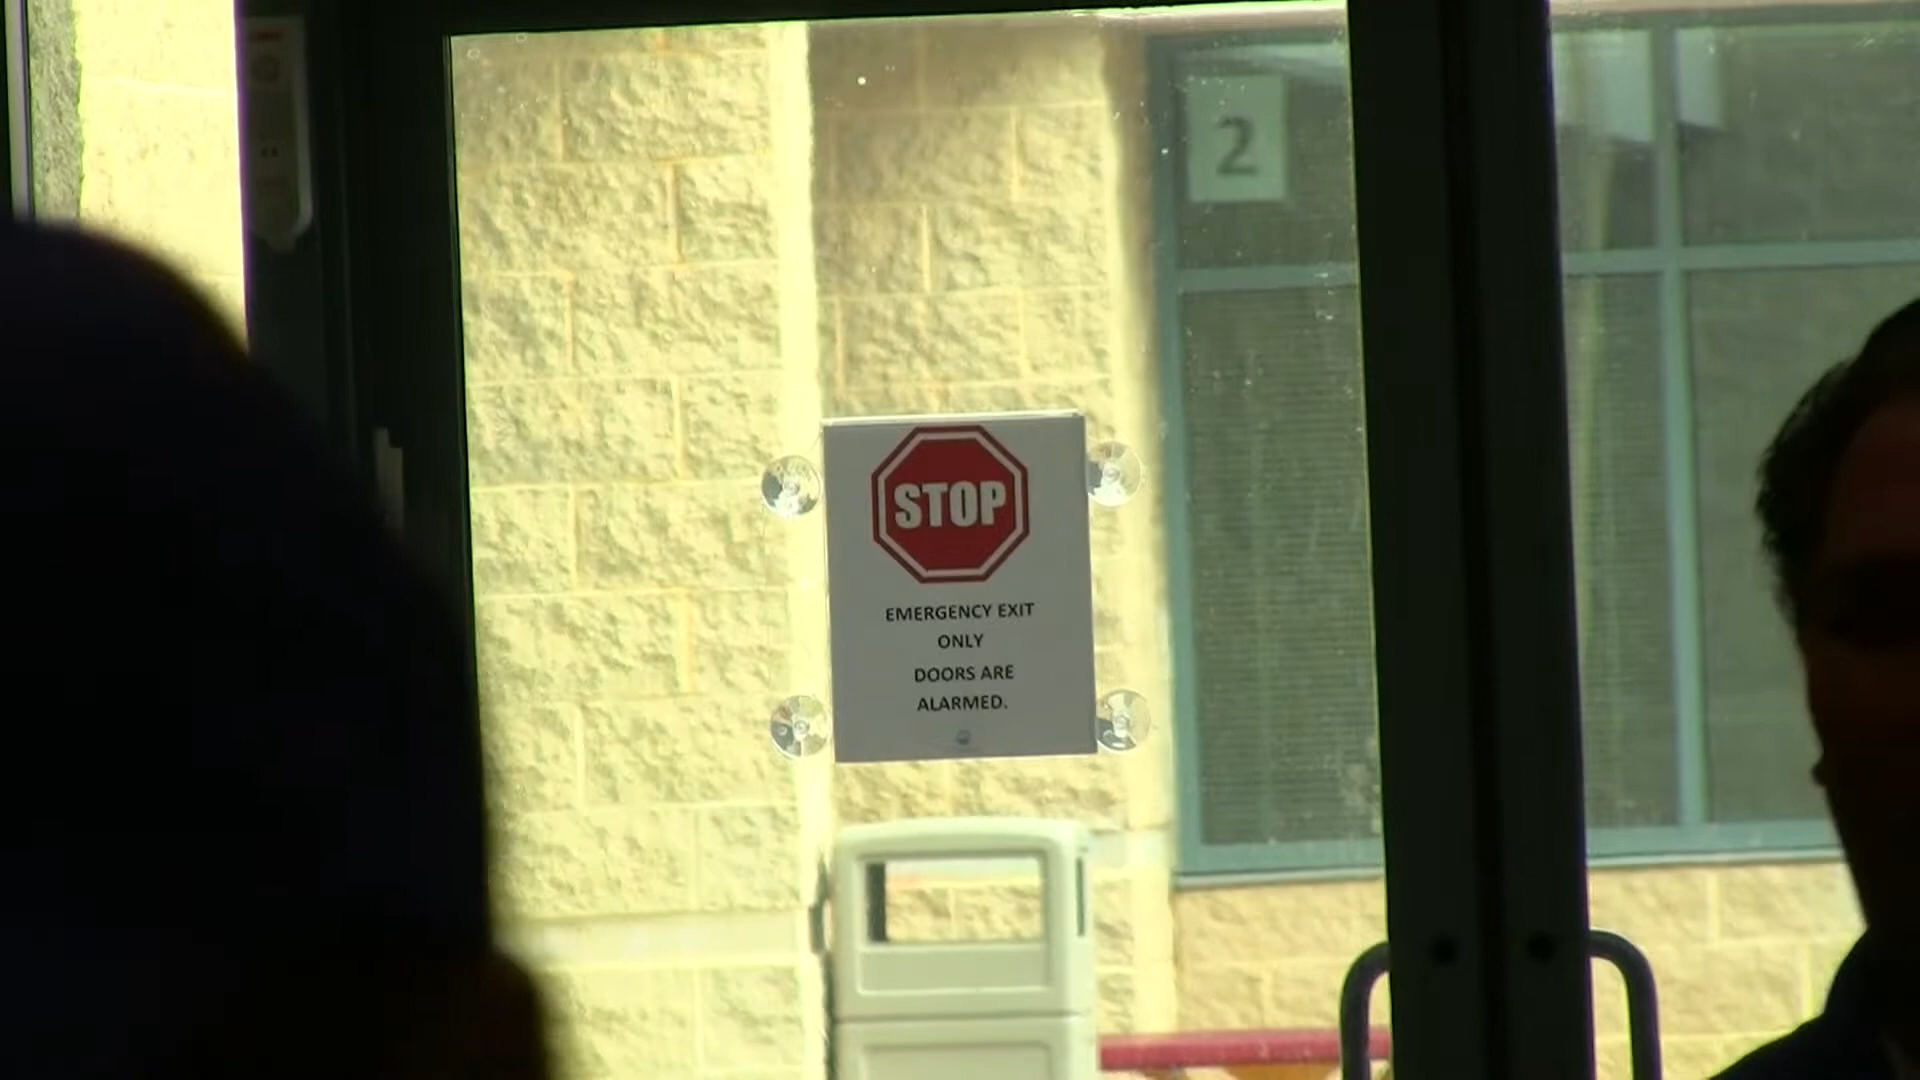 2
STOP
EMERGENCY EXIT
ONLY
DOORS ARE
ALARMED.